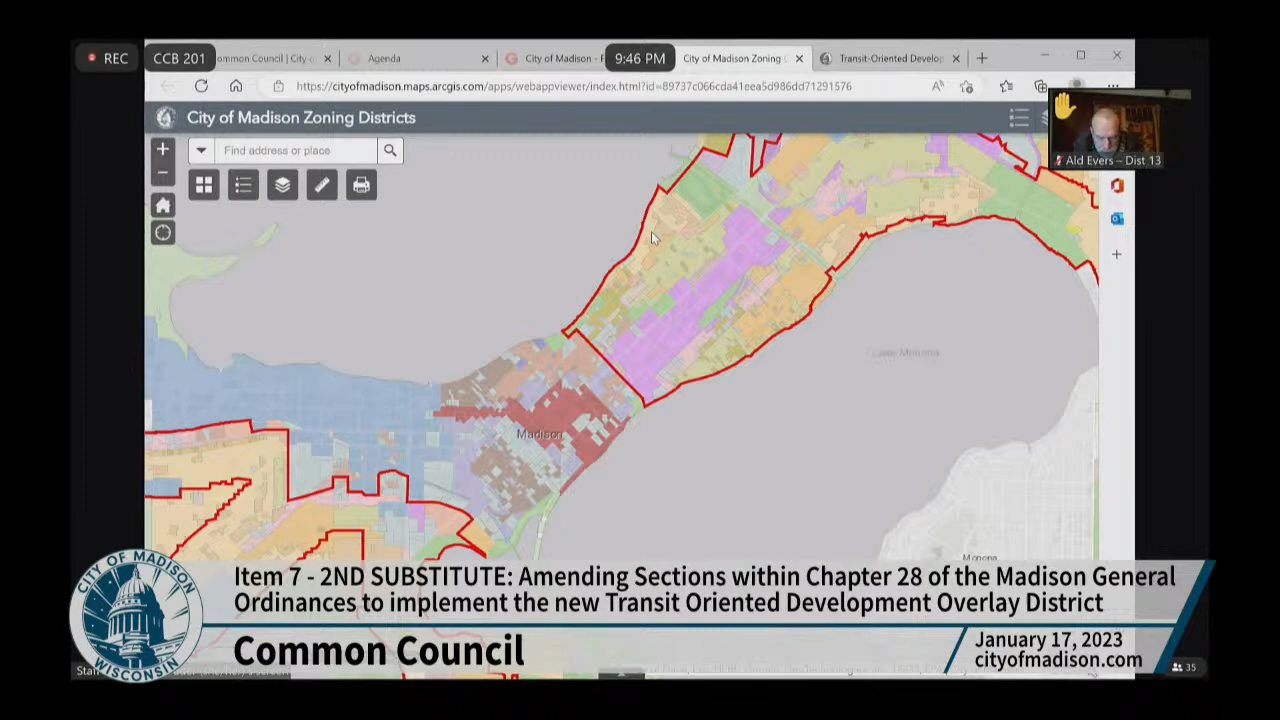 REC
CCB 201
ommon Council | City o
Agenda
City of Madison - F
9:46 PM
City of Madison Zoning D
Transit-Oriented Develop
https://cityofmadison.maps.arcgis.com/apps/webappviewer/index.html?id=89737c066cda41eea5d986dd71291576
City of Madison Zoning Districts
Find address or place
Ald Evers – Dist 13
Lake Monona
Madison
Monona
CITY OF MADISON
WISCONSIN
Item 7 - 2ND SUBSTITUTE: Amending Sections within Chapter 28 of the Madison General
Ordinances to implement the new Transit Oriented Development Overlay District
Common Council
January 17, 2023
cityofmadison.com
35